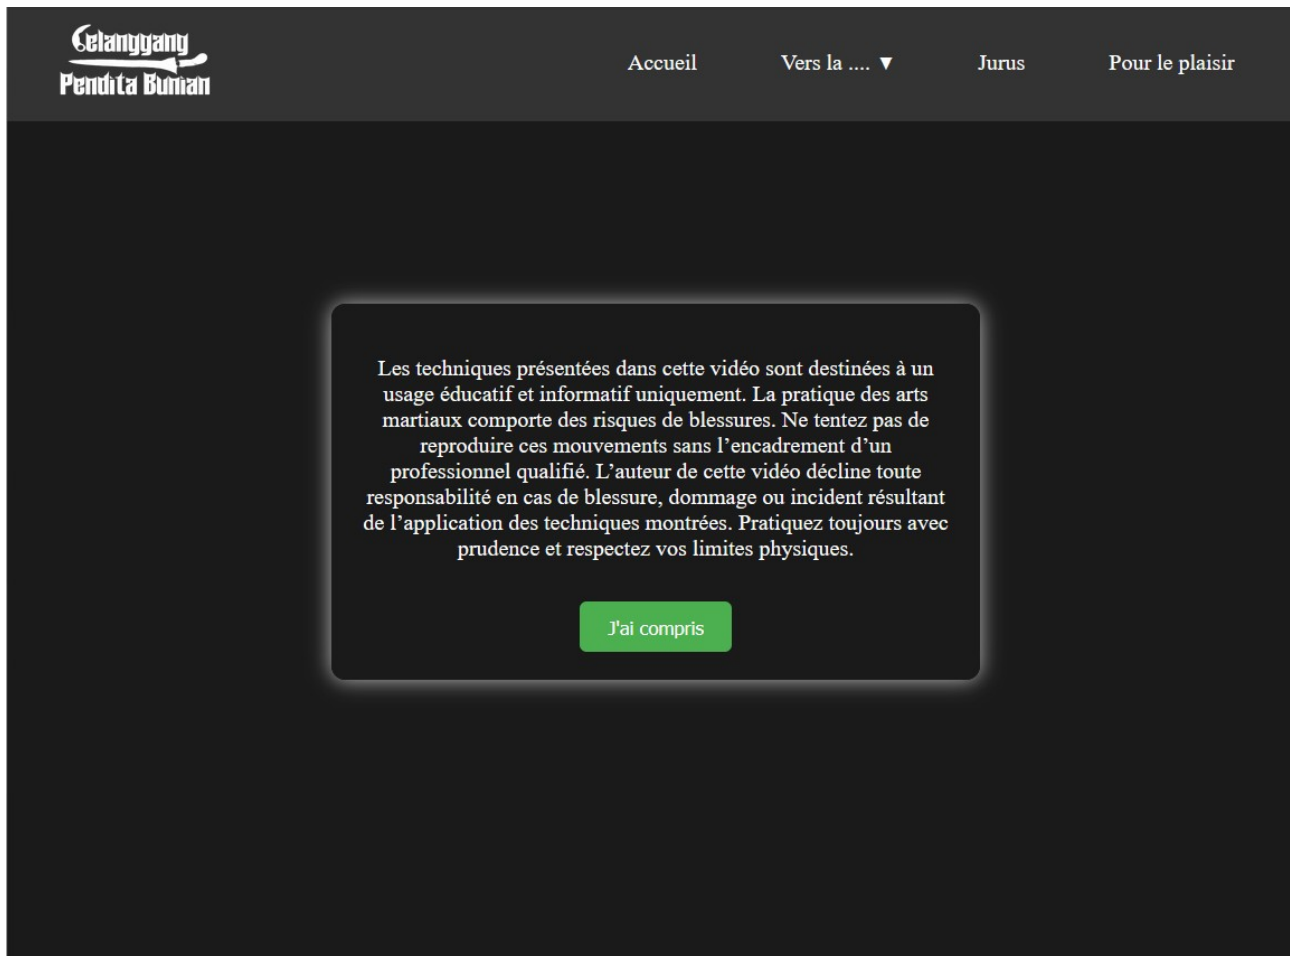 Gelanggang
Pendita Bunian
Accueil Vers la .... ▼ Jurus Pour le plaisir
Les techniques présentées dans cette vidéo sont destinées à un
usage éducatif et informatif uniquement. La pratique des arts
martiaux comporte des risques de blessures. Ne tentez pas de
reproduire ces mouvements sans l’encadrement d’un
professionnel qualifié. L’auteur de cette vidéo décline toute
responsabilité en cas de blessure, dommage ou incident résultant
de l’application des techniques montrées. Pratiquez toujours avec
prudence et respectez vos limites physiques.
J'ai compris